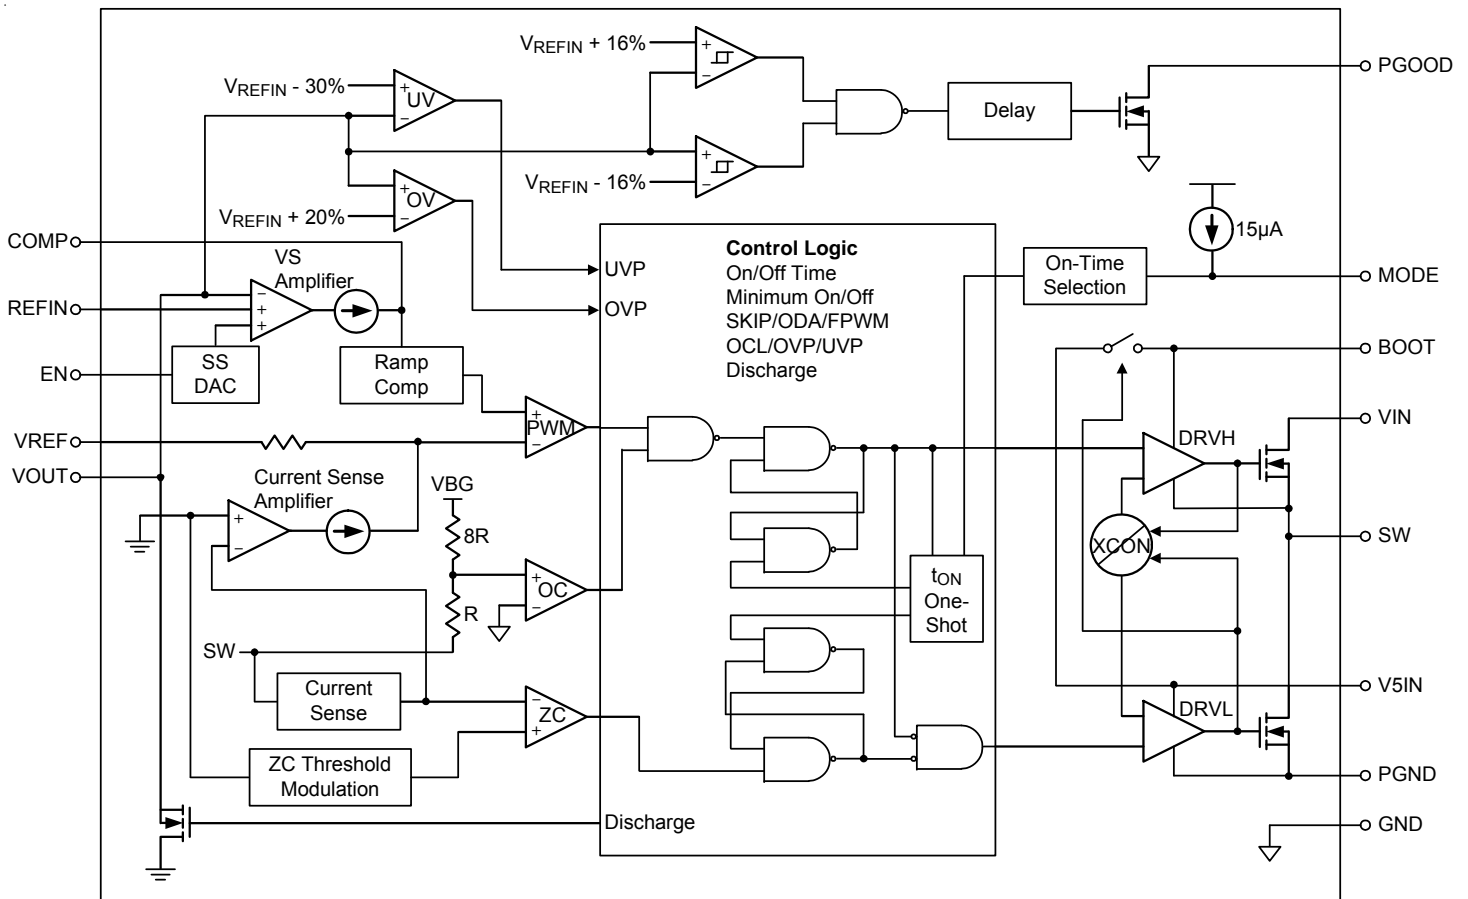 VREFIN + 16%
VREFIN - 30%
UV
PGOOD
Delay
VREFIN - 16%
OV
VREFIN + 20%
COMP
VS
Amplifier
Control Logic
On/Off Time
Minimum On/Off
SKIP/ODA/FPWM
OCL/OVP/UVP
Discharge
UVP
OVP
15µA
On-Time
Selection
MODE
REFIN
SS
DAC
EN
Ramp
Comp
BOOT
VREF
PWM
VIN
DRVH
VOUT
Current Sense
Amplifier
VBG
8R
XCON
SW
OC
R
tON
One-
Shot
SW
Current
Sense
ZC
V5IN
DRVL
ZC Threshold
Modulation
PGND
Discharge
GND
+
−
+
−
+
−
+
−
−
+
+
+
−
+
−
+
−
−
+